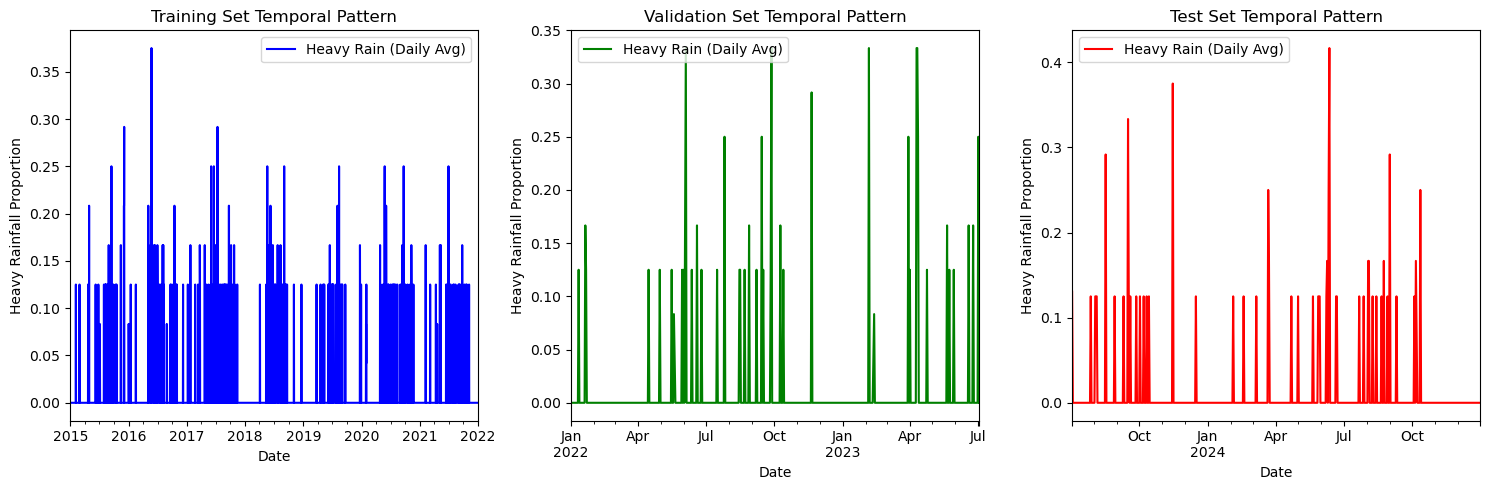 Training Set Temporal Pattern
Heavy Rain (Daily Avg)
Heavy Rainfall Proportion
0.35
0.30
0.25
0.20
0.15
0.10
0.05
0.00
2015 2016 2017 2018 2019 2020 2021 2022
Date
Validation Set Temporal Pattern
Heavy Rain (Daily Avg)
Heavy Rainfall Proportion
0.35
0.30
0.25
0.20
0.15
0.10
0.05
0.00
Jan Apr Jul Oct Jan Apr Jul
2022 2023
Date
Test Set Temporal Pattern
Heavy Rain (Daily Avg)
Heavy Rainfall Proportion
0.4
0.3
0.2
0.1
0.0
Oct Jan Apr Jul Oct
2024
Date